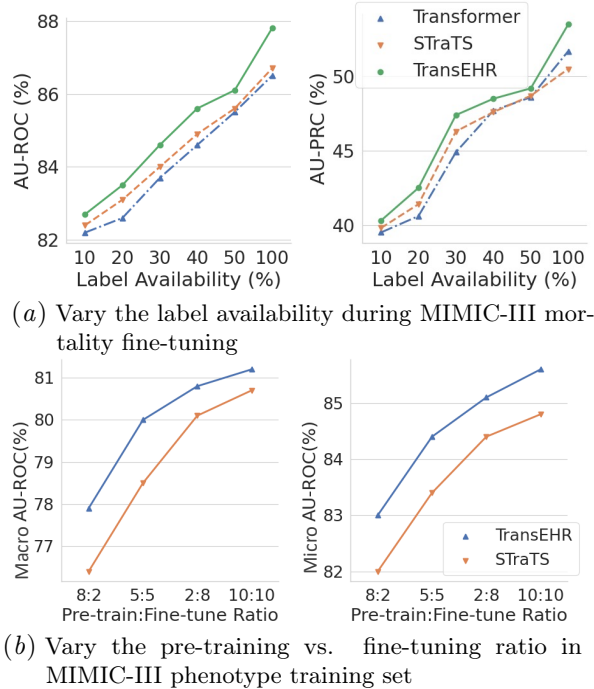 88
86
84
82
AU-ROC (%)
10 20 30 40 50 100
Label Availability (%)
Transformer
STraTS
TransEHR
50
45
40
AU-PRC (%)
10 20 30 40 50 100
Label Availability (%)
(a) Vary the label availability during MIMIC-III mor-
tality fine-tuning
81
80
79
78
77
Macro AU-ROC(%)
8:2 5:5 2:8 10:10
Pre-train:Fine-tune Ratio
85
84
83
82
Micro AU-ROC(%)
TransEHR
STraTS
8:2 5:5 2:8 10:10
Pre-train:Fine-tune Ratio
(b) Vary the pre-training vs. fine-tuning ratio in
MIMIC-III phenotype training set